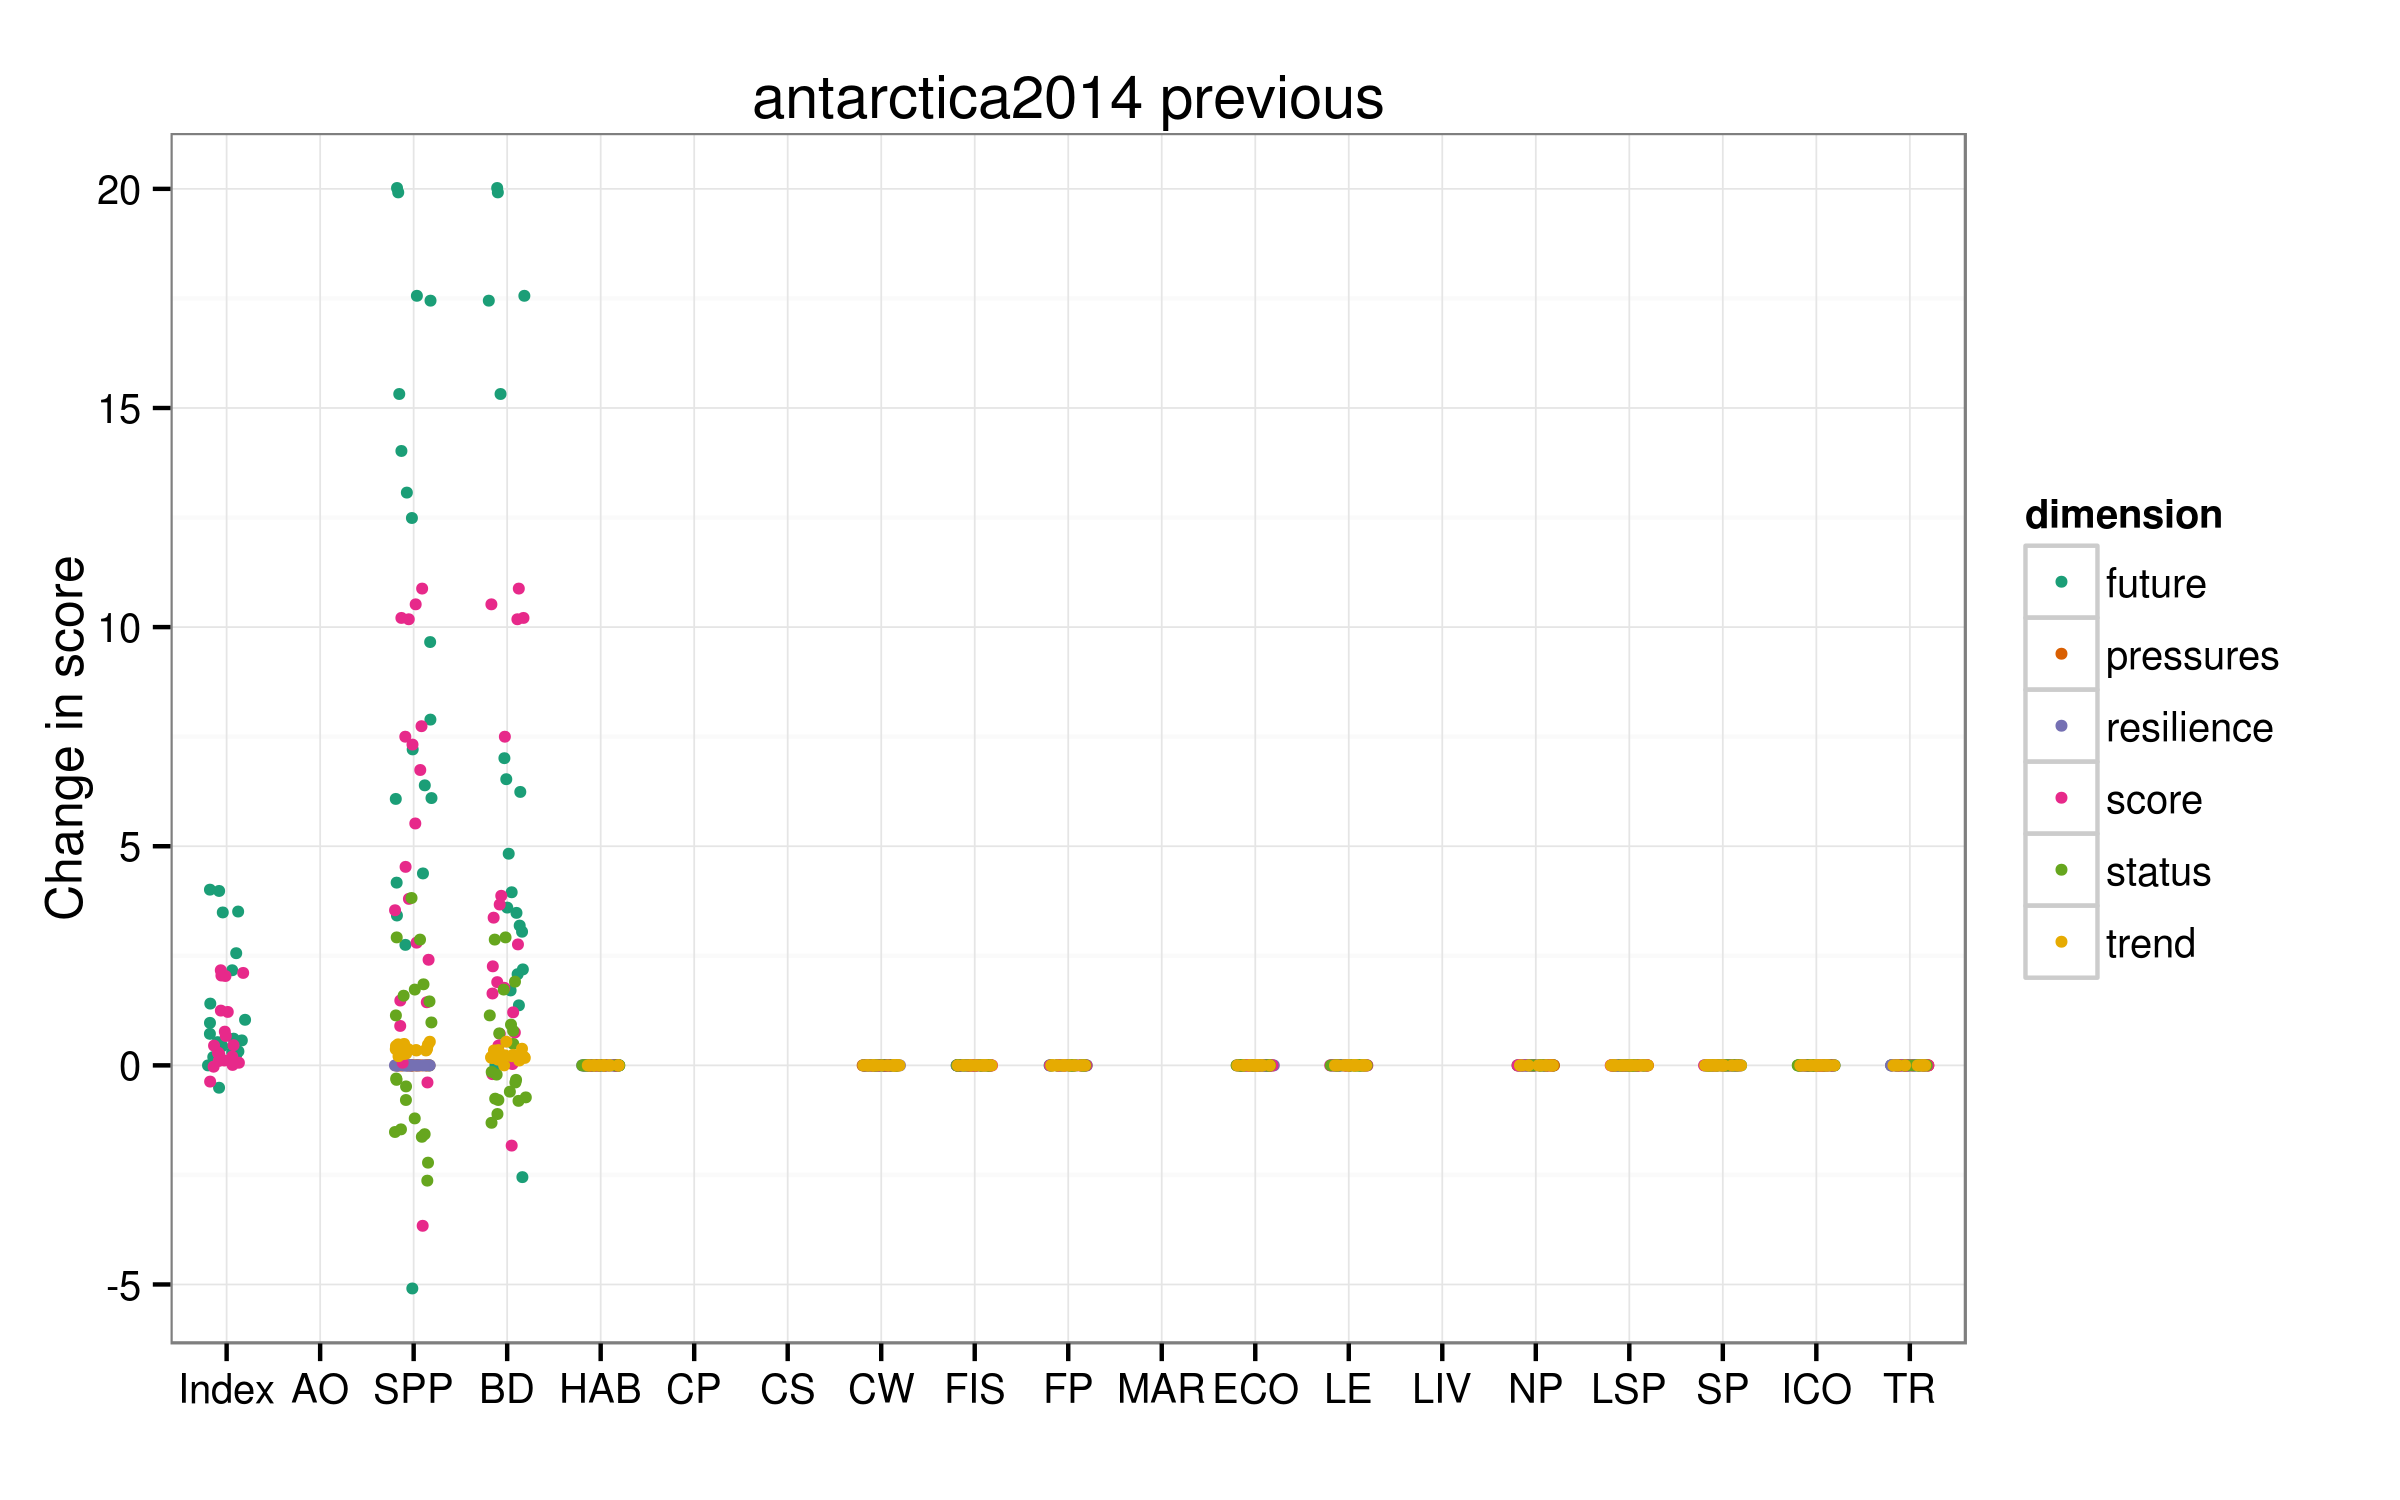 antarctica2014 previous
Change in score
20
15
10
5
0
-5
Index AO SPP BD HAB CP CS CW FIS FP MAR ECO LE LIV NP LSP SP ICO TR
dimension
future
pressures
resilience
score
status
trend